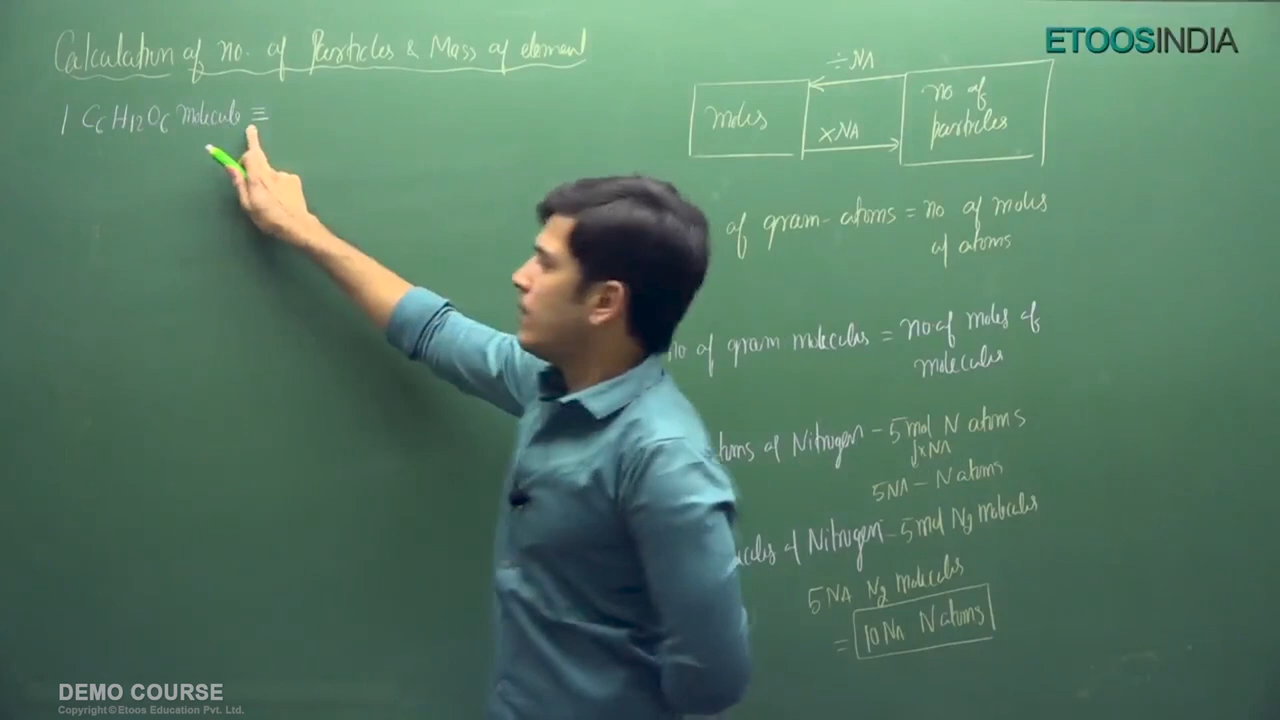 Calculation of no. of Particles & Mass of element
1 C6H12O6 molecule ≡
ETOOSINDIA
÷NA
moles
×NA
no of
particles
of gram-atoms = no of moles
of atoms
no of gram molecules = no of moles of
molecules
of Nitrogen - 5 mol N atoms
↓×NA
5NA - N atoms
of Nitrogen - 5 mol N2 molecules
5NA N2 molecules
= 10NA N atoms
DEMO COURSE
Copyright©Etoos Education Pvt. Ltd.